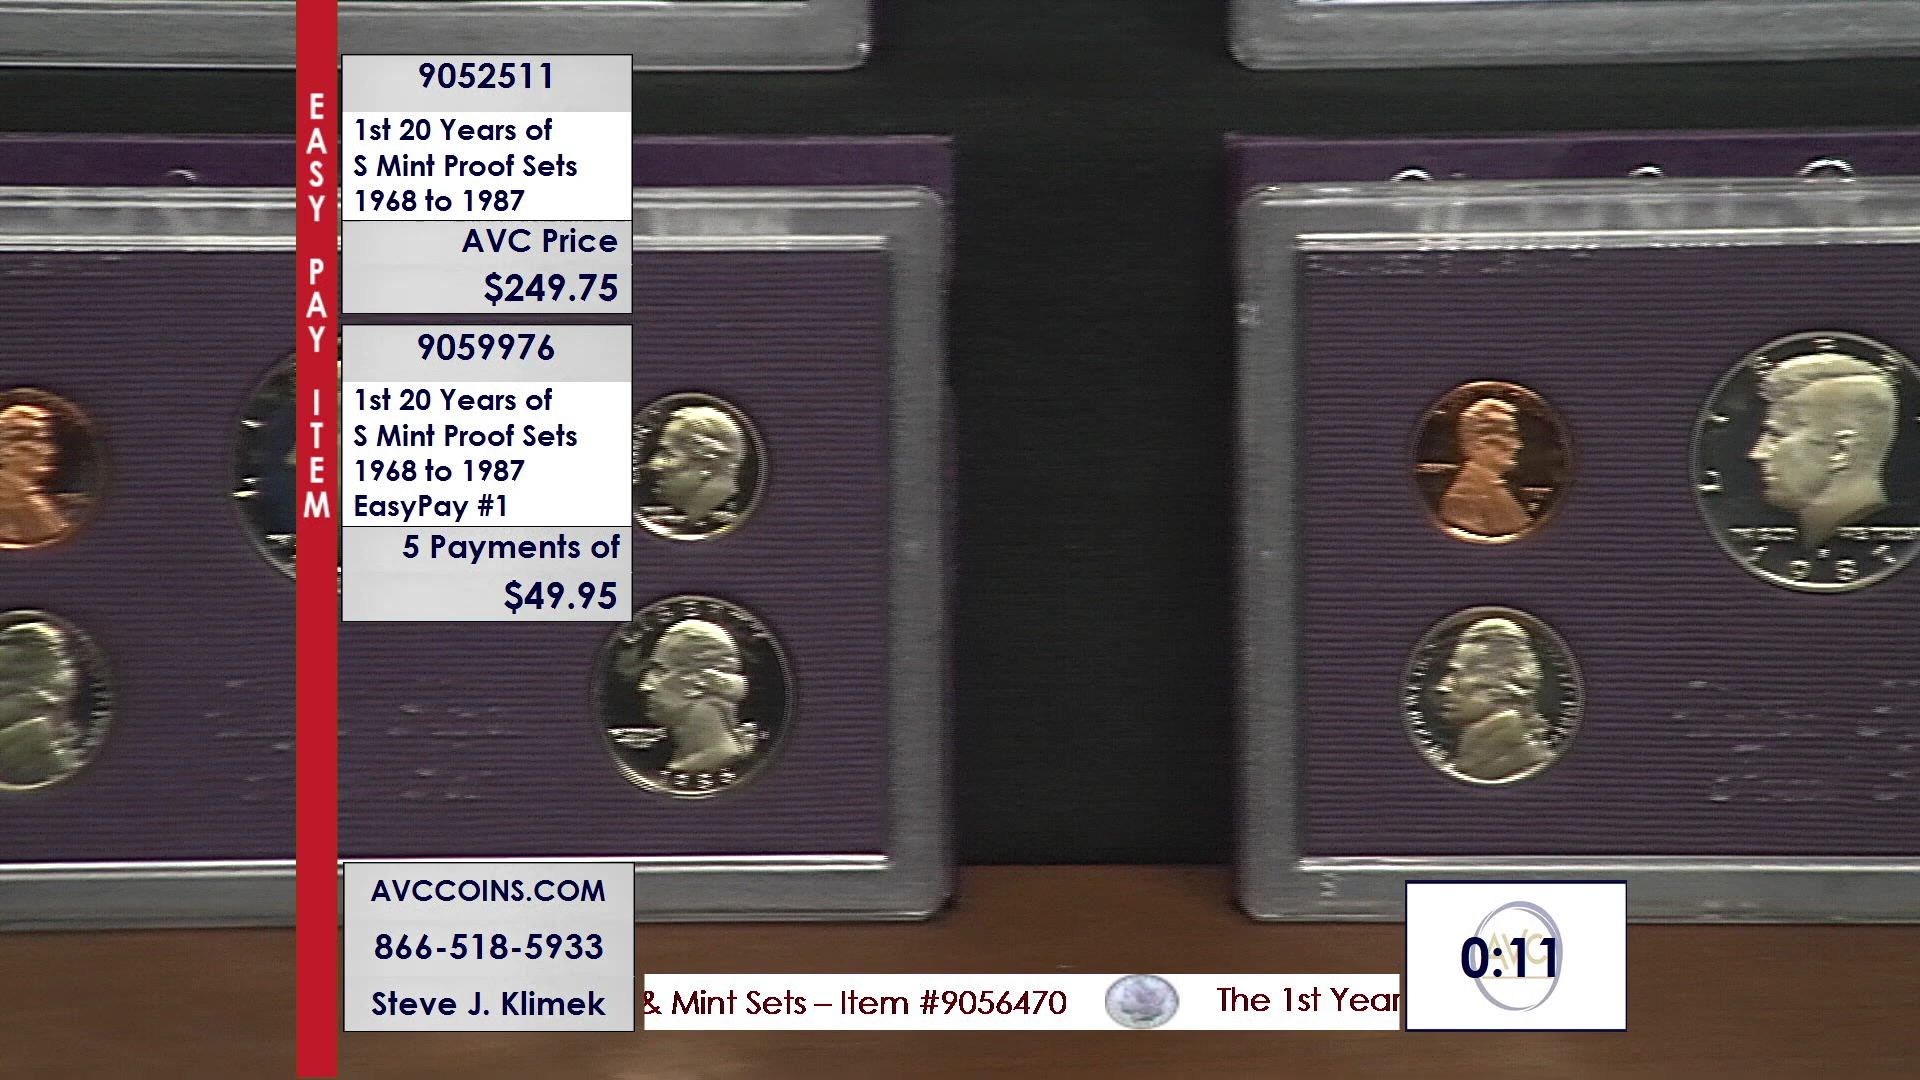 EASY PAY ITEM
9052511
1st 20 Years of
S Mint Proof Sets
1968 to 1987
AVC Price
$249.75
9059976
1st 20 Years of
S Mint Proof Sets
1968 to 1987
EasyPay #1
5 Payments of
$49.95
AVCCOINS.COM
866-518-5933
Steve J. Klimek
& Mint Sets – Item #9056470
The 1st Year
AVC
0:11
LIBERTY